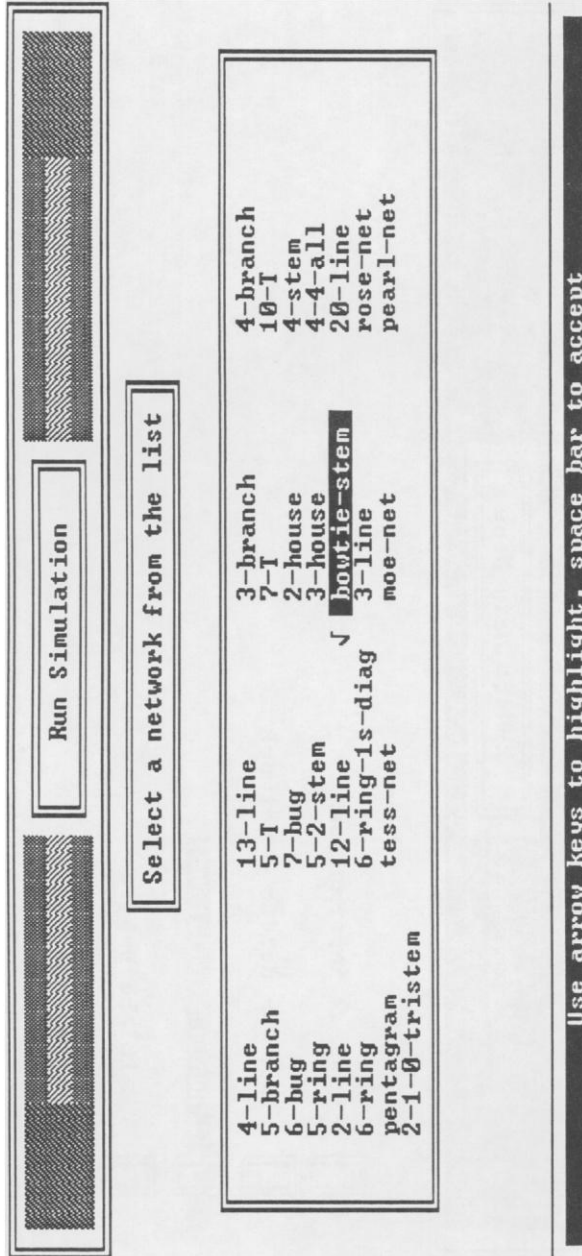 Run Simulation
Select a network from the list
4-line 13-line 3-branch 4-branch
5-branch 5-T 7-T 10-T
6-bug 7-bug 2-house 4-stem
5-ring 5-2-stem 3-house 4-4-all
2-line 12-line √ bowtie-stem 20-line
6-ring 6-ring-is-diag 3-line rose-net
pentagram tess-net moe-net pearl-net
2-1-0-tristem
Use arrow keys to highlight, space bar to accept